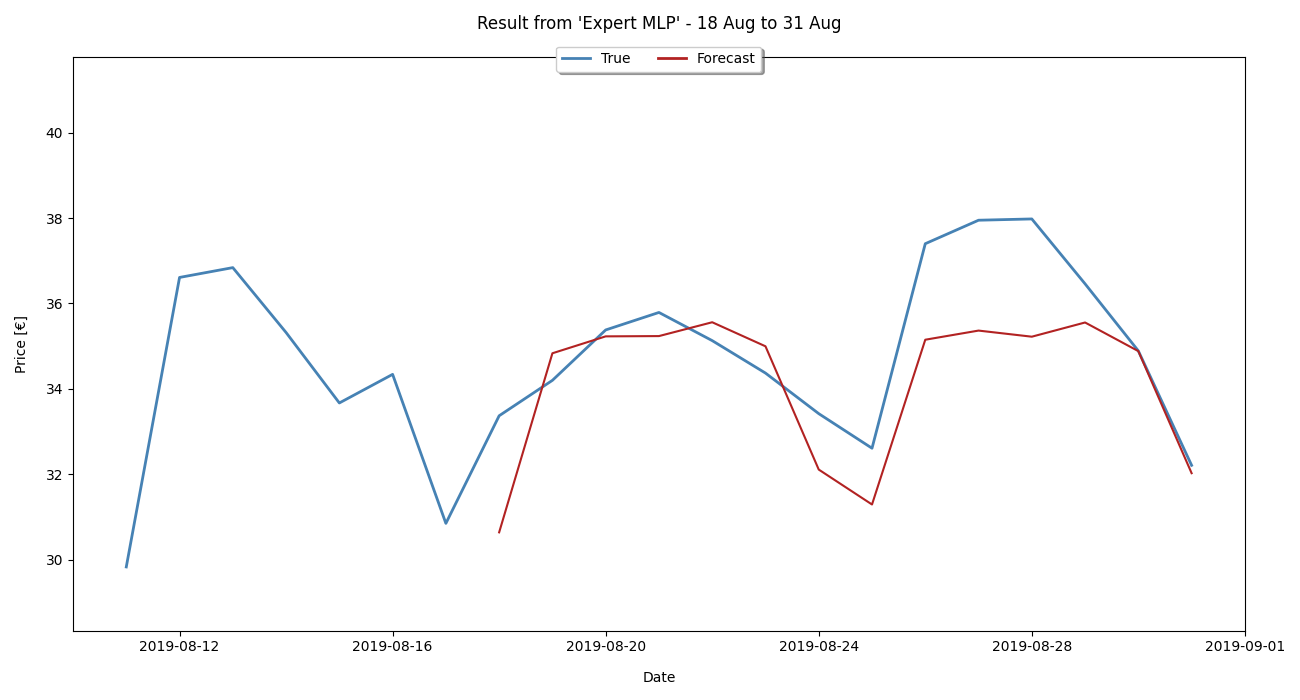 Result from 'Expert MLP' - 18 Aug to 31 Aug
True Forecast
40
38
36
34
32
30
Price [€]
2019-08-12 2019-08-16 2019-08-20 2019-08-24 2019-08-28 2019-09-01
Date